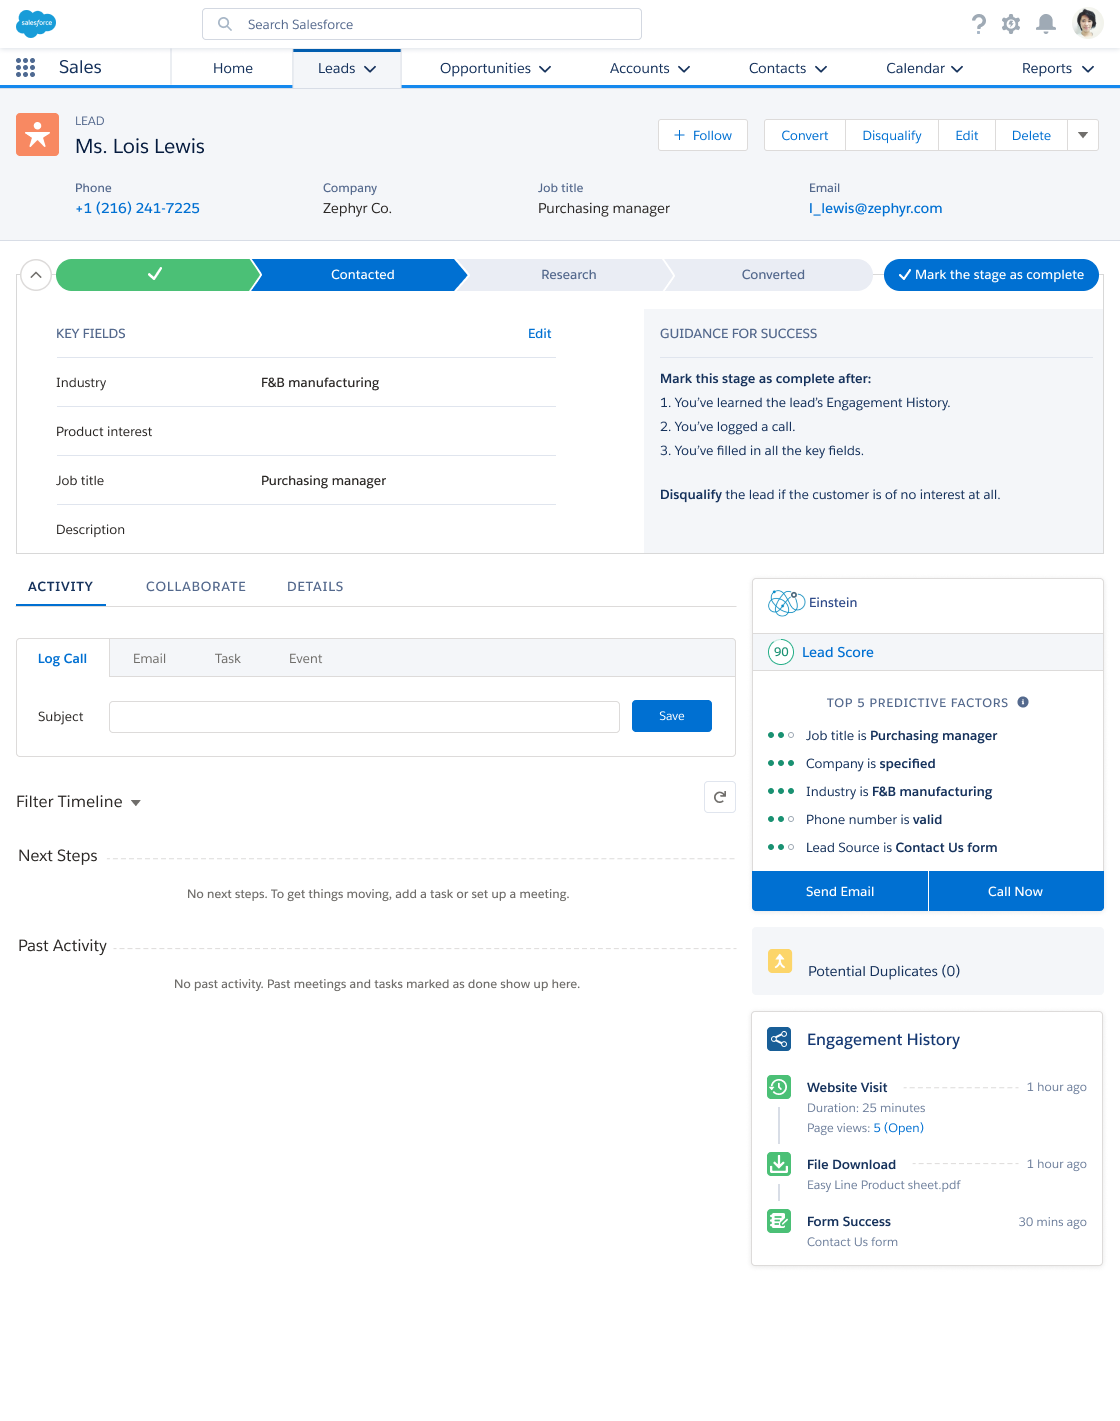 salesforce
Search Salesforce
?
Sales
Home
Leads
Opportunities
Accounts
Contacts
Calendar
Reports
LEAD
Ms. Lois Lewis
+ Follow
Convert
Disqualify
Edit
Delete
Phone
+1 (216) 241-7225
Company
Zephyr Co.
Job title
Purchasing manager
Email
l_lewis@zephyr.com
Contacted
Research
Converted
Mark the stage as complete
KEY FIELDS
Edit
Industry
F&B manufacturing
Product interest
Job title
Purchasing manager
Description
GUIDANCE FOR SUCCESS
Mark this stage as complete after:
1. You’ve learned the lead’s Engagement History.
2. You’ve logged a call.
3. You’ve filled in all the key fields.
Disqualify the lead if the customer is of no interest at all.
ACTIVITY
COLLABORATE
DETAILS
Log Call
Email
Task
Event
Subject
Save
Filter Timeline
Next Steps
No next steps. To get things moving, add a task or set up a meeting.
Past Activity
No past activity. Past meetings and tasks marked as done show up here.
Einstein
90 Lead Score
TOP 5 PREDICTIVE FACTORS
Job title is Purchasing manager
Company is specified
Industry is F&B manufacturing
Phone number is valid
Lead Source is Contact Us form
Send Email
Call Now
Potential Duplicates (0)
Engagement History
Website Visit
1 hour ago
Duration: 25 minutes
Page views: 5 (Open)
File Download
1 hour ago
Easy Line Product sheet.pdf
Form Success
30 mins ago
Contact Us form